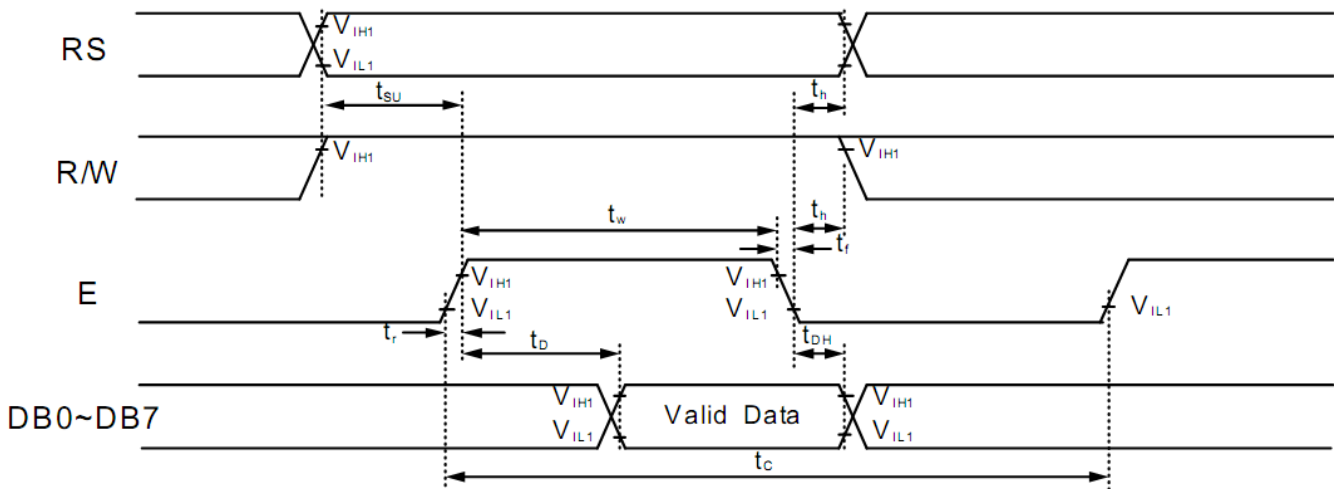 RS
VIH1
VIL1
tSU
th
R/W
VIH1
VIH1
tw
th
tf
E
VIH1
VIH1
VIL1
VIL1
VIL1
tr
tD
tDH
DB0~DB7
VIH1
Valid Data
VIH1
VIL1
VIL1
tC